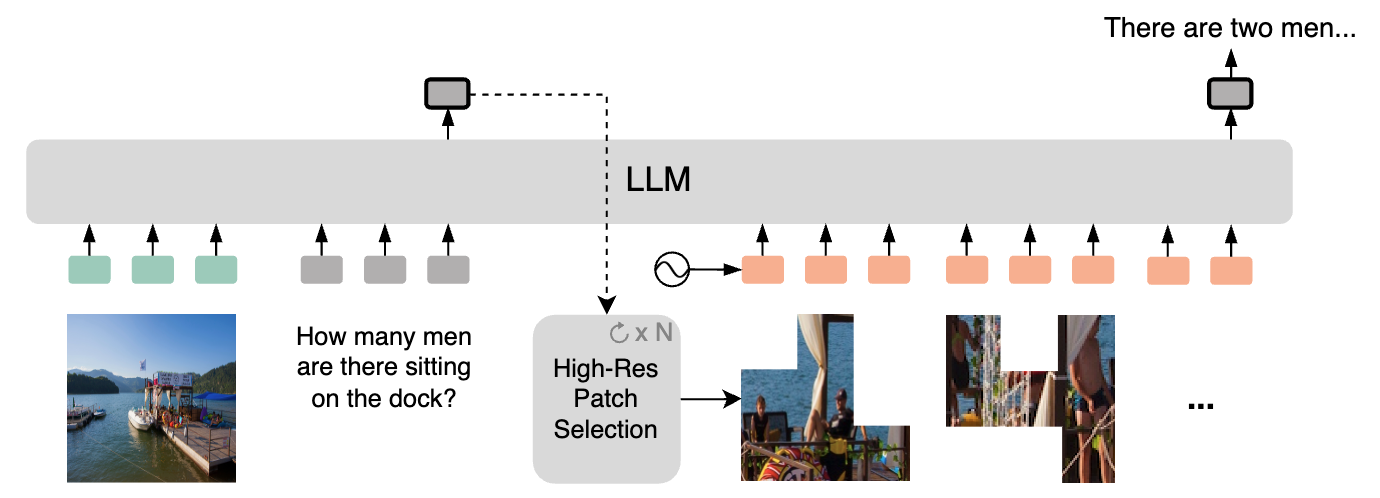 There are two men...
LLM
How many men
are there sitting
on the dock?
x N
High-Res
Patch
Selection
...